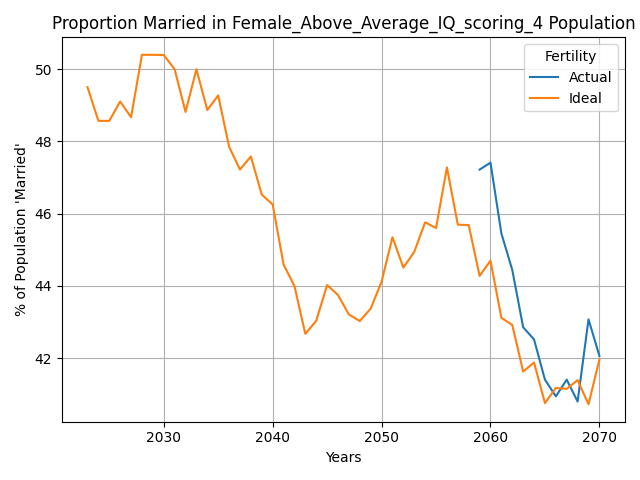 Proportion Married in Female_Above_Average_IQ_scoring_4 Population
Fertility
Actual
Ideal
% of Population 'Married'
50
48
46
44
42
2030
2040
2050
2060
2070
Years